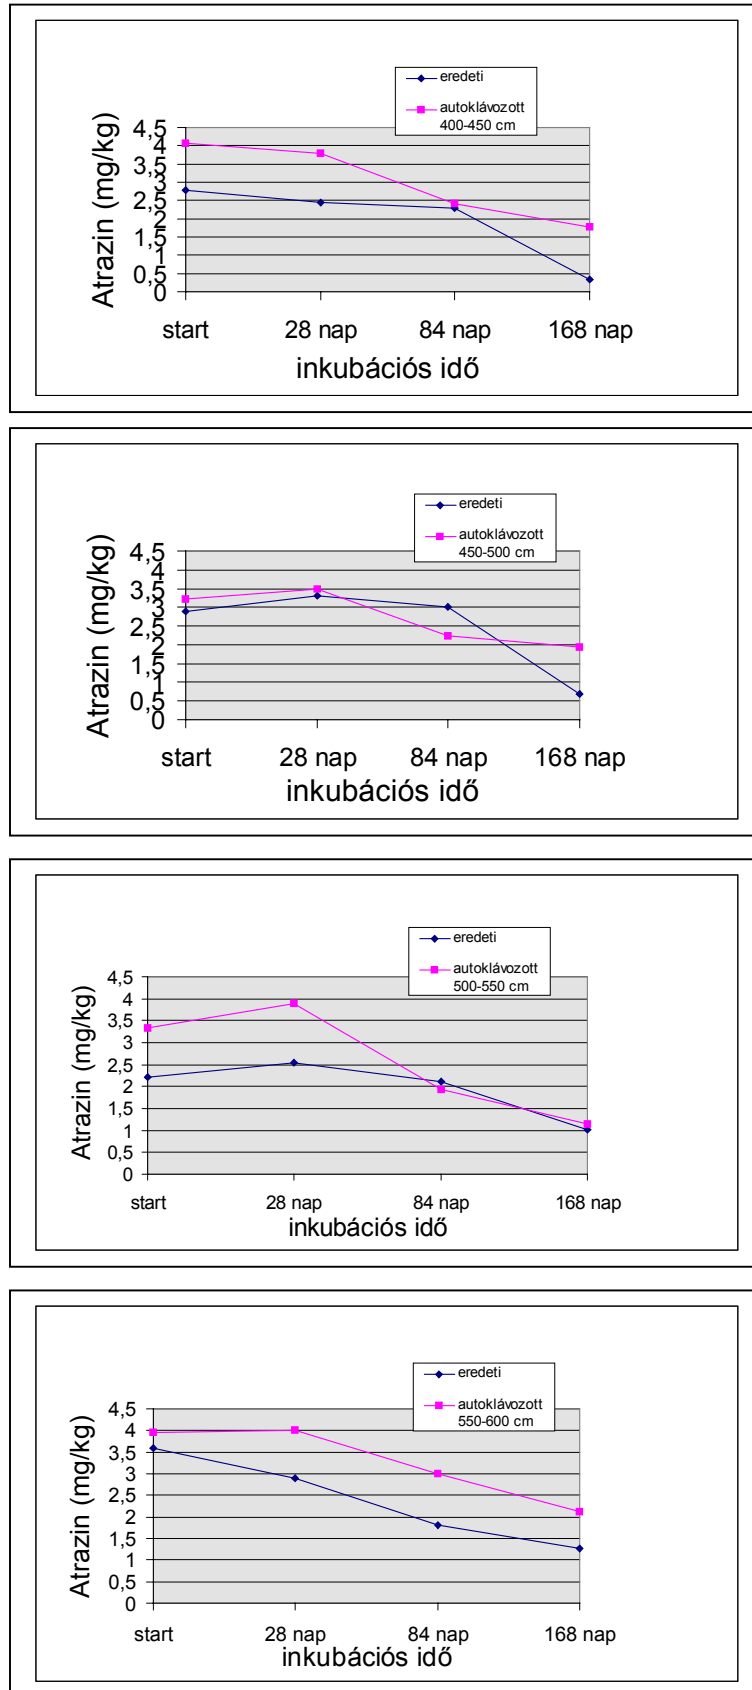 eredeti
autoklávozott
400-450 cm
Atrazin (mg/kg)
4,5
4
3,5
3
2,5
2
1,5
1
0,5
0
start 28 nap 84 nap 168 nap
inkubációs idő
eredeti
autoklávozott
450-500 cm
Atrazin (mg/kg)
4,5
4
3,5
3
2,5
2
1,5
1
0,5
0
start 28 nap 84 nap 168 nap
inkubációs idő
eredeti
autoklávozott
500-550 cm
Atrazin (mg/kg)
4,5
4
3,5
3
2,5
2
1,5
1
0,5
0
start 28 nap 84 nap 168 nap
inkubációs idő
eredeti
autoklávozott
550-600 cm
Atrazin (mg/kg)
4,5
4
3,5
3
2,5
2
1,5
1
0,5
0
start 28 nap 84 nap 168 nap
inkubációs idő